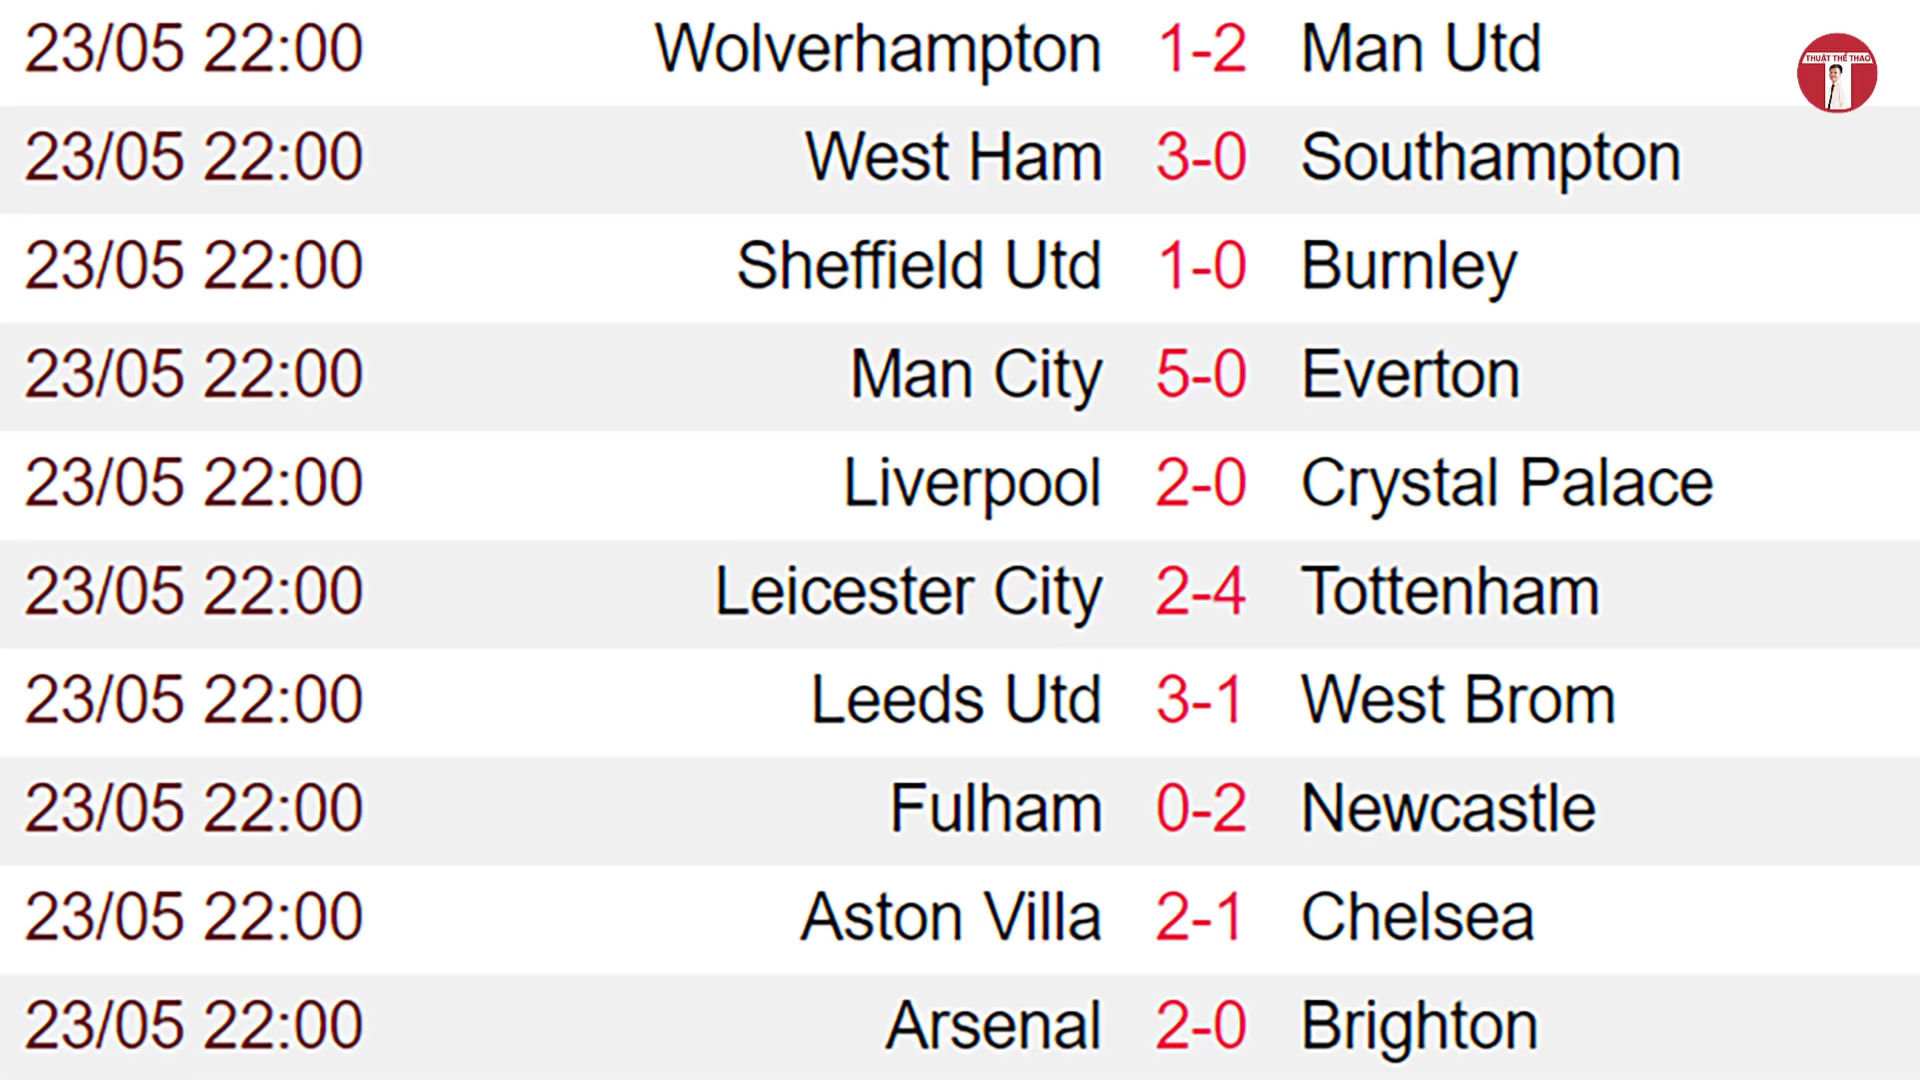 23/05 22:00 Wolverhampton 1-2 Man Utd
THUẬT THỂ THAO
23/05 22:00 West Ham 3-0 Southampton
23/05 22:00 Sheffield Utd 1-0 Burnley
23/05 22:00 Man City 5-0 Everton
23/05 22:00 Liverpool 2-0 Crystal Palace
23/05 22:00 Leicester City 2-4 Tottenham
23/05 22:00 Leeds Utd 3-1 West Brom
23/05 22:00 Fulham 0-2 Newcastle
23/05 22:00 Aston Villa 2-1 Chelsea
23/05 22:00 Arsenal 2-0 Brighton